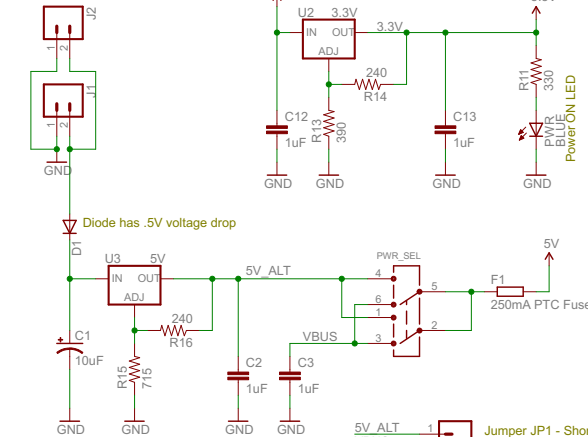 J2
1
2
J1
1
2
GND
U2
3.3V
3.3V
IN
OUT
ADJ
240
R14
C12
1uF
R13
390
C13
1uF
R11
330
PWR
BLUE
Power ON LED
GND
GND
GND
GND
Diode has .5V voltage drop
D1
U3
5V
IN
OUT
ADJ
5V_ALT
240
R16
C1
10uF
R15
715
C2
1uF
C3
1uF
VBUS
PWR_SEL
4
6
1
3
5
2
5V
F1
250mA PTC Fuse
GND
GND
GND
GND
5V_ALT
1
Jumper JP1 - Shor